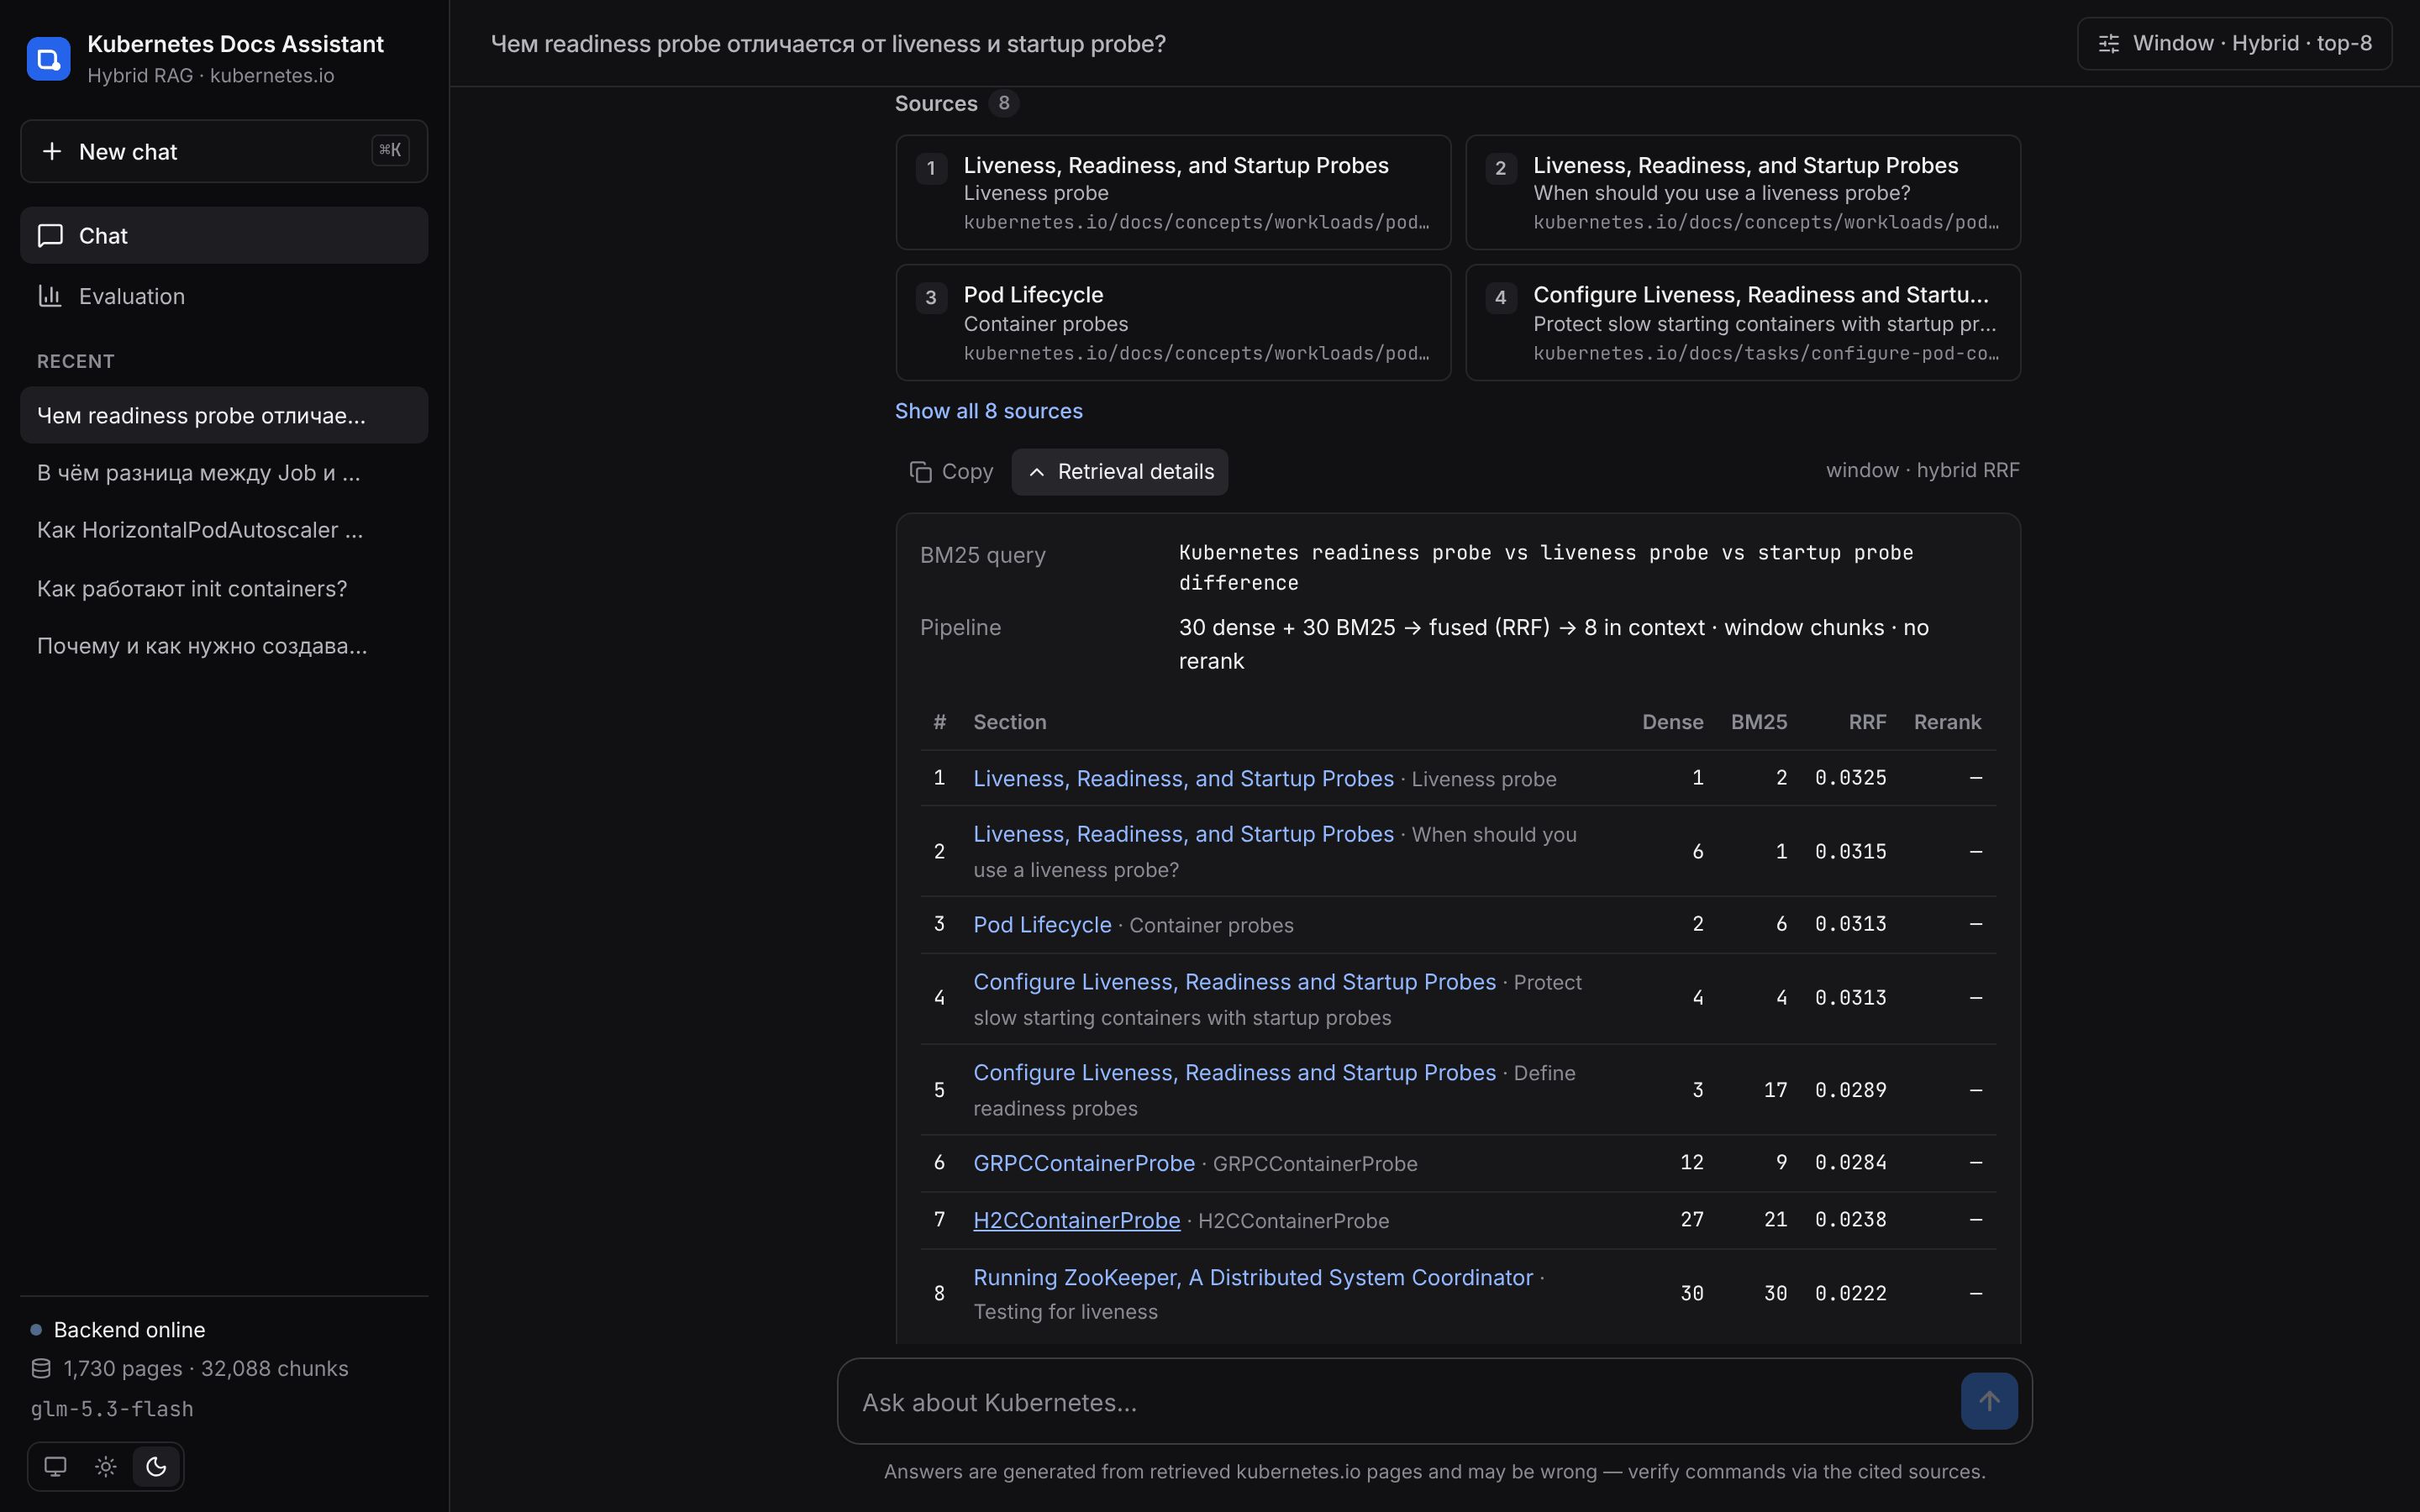 Kubernetes Docs Assistant
Hybrid RAG · kubernetes.io
New chat
⌘K
Chat
Evaluation
RECENT
Чем readiness probe отличае...
В чём разница между Job и ...
Как HorizontalPodAutoscaler ...
Как работают init containers?
Почему и как нужно создава...
Backend online
1,730 pages · 32,088 chunks
glm-5.3-flash
Чем readiness probe отличается от liveness и startup probe?
Window · Hybrid · top-8
Sources 8
1 Liveness, Readiness, and Startup Probes
Liveness probe
kubernetes.io/docs/concepts/workloads/pod…
2 Liveness, Readiness, and Startup Probes
When should you use a liveness probe?
kubernetes.io/docs/concepts/workloads/pod…
3 Pod Lifecycle
Container probes
kubernetes.io/docs/concepts/workloads/pod…
4 Configure Liveness, Readiness and Startu...
Protect slow starting containers with startup pr...
kubernetes.io/docs/tasks/configure-pod-co…
Show all 8 sources
Copy
Retrieval details
window · hybrid RRF
BM25 query Kubernetes readiness probe vs liveness probe vs startup probe
difference
Pipeline 30 dense + 30 BM25 → fused (RRF) → 8 in context · window chunks · no
rerank
# Section Dense BM25 RRF Rerank
1 Liveness, Readiness, and Startup Probes · Liveness probe 1 2 0.0325 —
2 Liveness, Readiness, and Startup Probes · When should you
use a liveness probe? 6 1 0.0315 —
3 Pod Lifecycle · Container probes 2 6 0.0313 —
4 Configure Liveness, Readiness and Startup Probes · Protect
slow starting containers with startup probes 4 4 0.0313 —
5 Configure Liveness, Readiness and Startup Probes · Define
readiness probes 3 17 0.0289 —
6 GRPCContainerProbe · GRPCContainerProbe 12 9 0.0284 —
7 H2CContainerProbe · H2CContainerProbe 27 21 0.0238 —
8 Running ZooKeeper, A Distributed System Coordinator ·
Testing for liveness 30 30 0.0222 —
Ask about Kubernetes...
Answers are generated from retrieved kubernetes.io pages and may be wrong — verify commands via the cited sources.